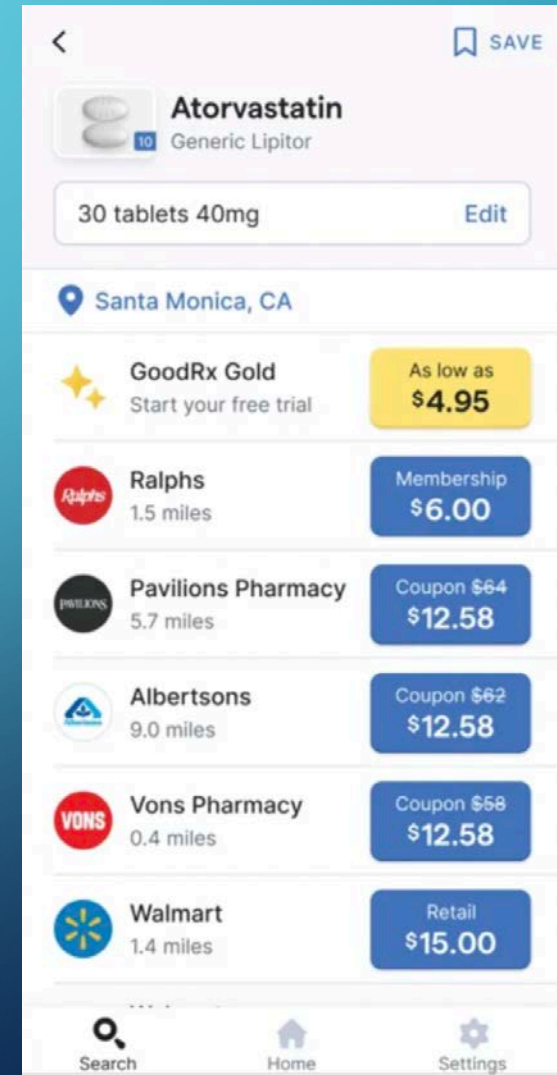 SAVE
Atorvastatin
10
Generic Lipitor
30 tablets 40mg Edit
Santa Monica, CA
GoodRx Gold
Start your free trial
As low as
$4.95
Ralphs
Ralphs
1.5 miles
Membership
$6.00
PAVILIONS
Pavilions Pharmacy
5.7 miles
Coupon $64
$12.58
Albertsons
Albertsons
9.0 miles
Coupon $62
$12.58
VONS
Vons Pharmacy
0.4 miles
Coupon $58
$12.58
Walmart
1.4 miles
Retail
$15.00
Search Home Settings